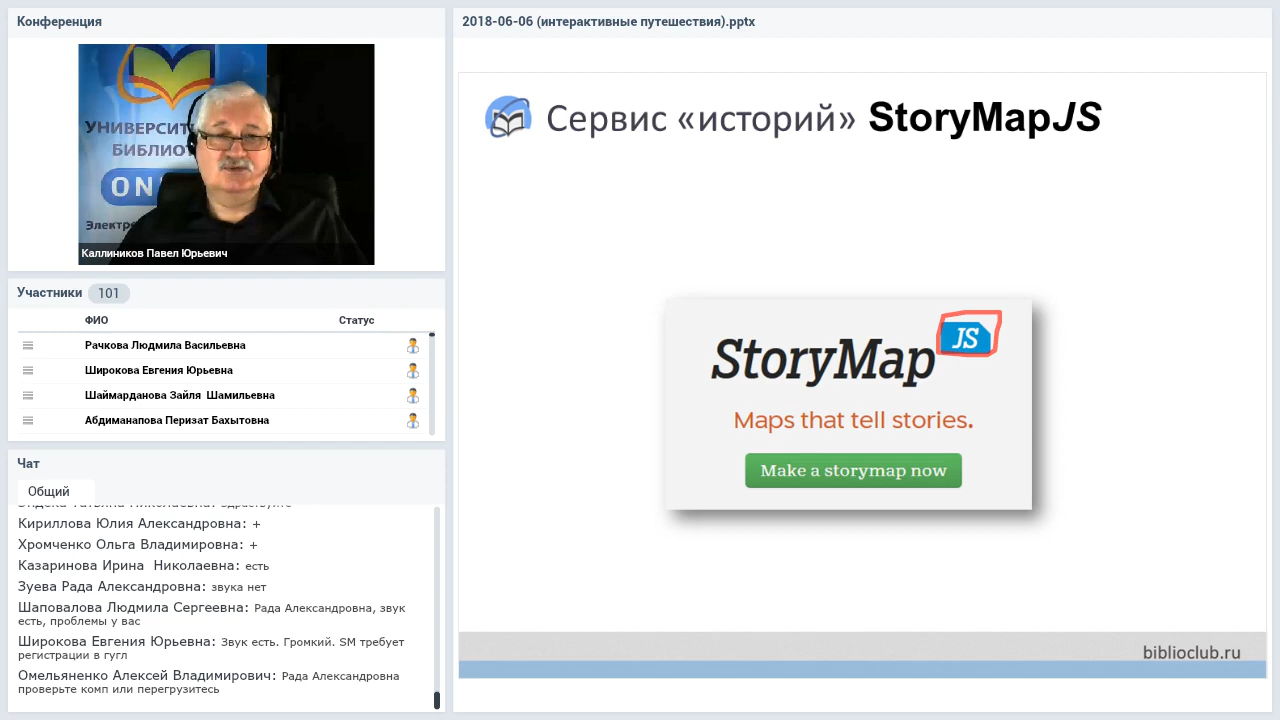 Конференция
УНИВЕРСИТ
БИБЛИО
ON
Электро
Каллиников Павел Юрьевич
Участники 101
ФИО Статус
Рачкова Людмила Васильевна
Широкова Евгения Юрьевна
Шаймарданова Зайля Шамильевна
Абдиманапова Перизат Бахытовна
Чат
Общий
Кириллова Юлия Александровна: +
Хромченко Ольга Владимировна: +
Казаринова Ирина Николаевна: есть
Зуева Рада Александровна: звука нет
Шаповалова Людмила Сергеевна: Рада Александровна, звук
есть, проблемы у вас
Широкова Евгения Юрьевна: Звук есть. Громкий. SM требует
регистрации в гугл
Омельяненко Алексей Владимирович: Рада Александровна
проверьте комп или перегрузитесь
2018-06-06 (интерактивные путешествия).pptx
Сервис «историй» StoryMapJS
StoryMap JS
Maps that tell stories.
Make a storymap now
biblioclub.ru